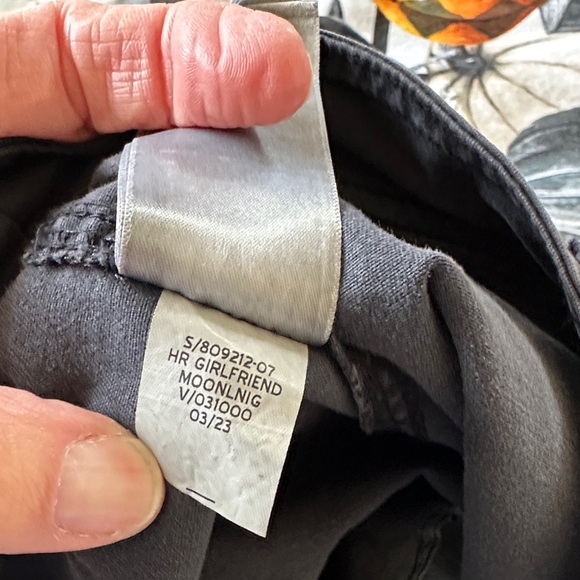 S/809212-07
HR GIRLFRIEND
MOONLNIG
V/031000
03/23